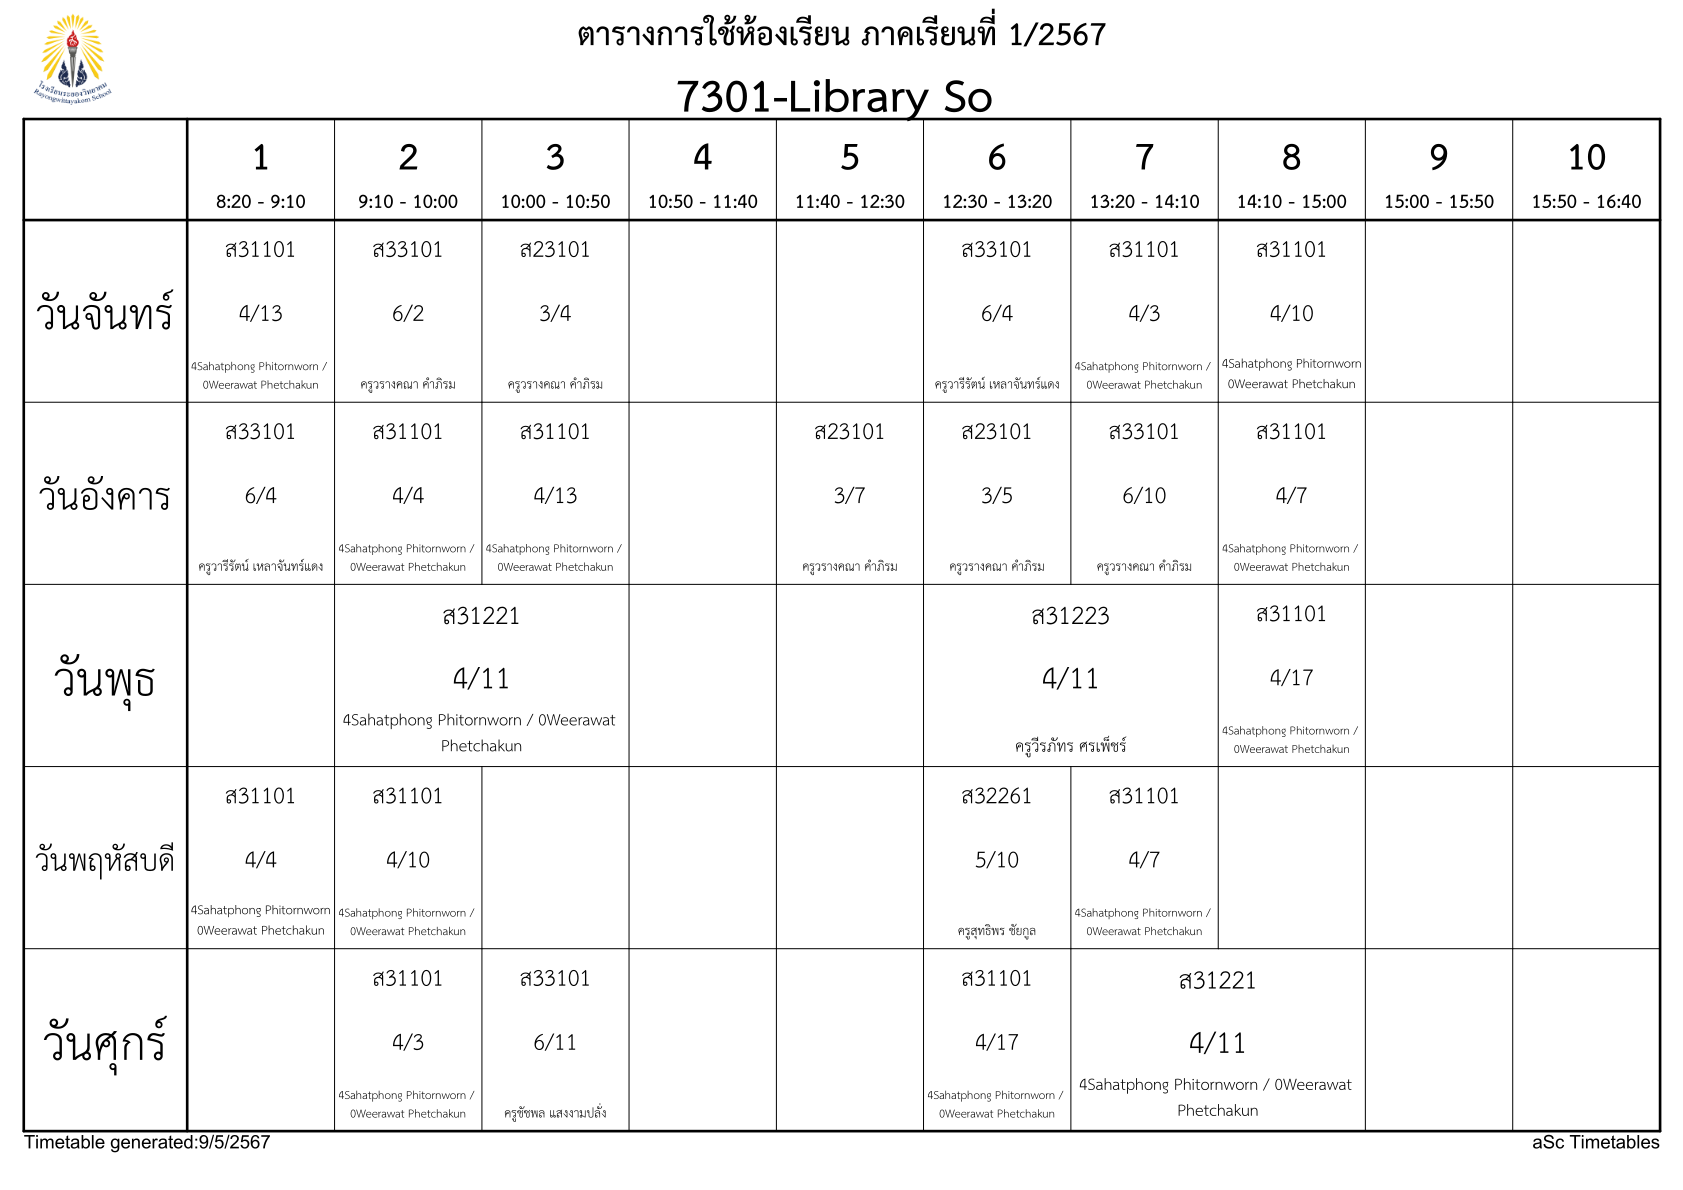 ตารางการใช้ห้องเรียน ภาคเรียนที่ 1/2567
โรงเรียนระยองวิทยาคม
Rayongwittayakom School
7301-Library So
1 2 3 4 5 6 7 8 9 10
8:20 - 9:10 9:10 - 10:00 10:00 - 10:50 10:50 - 11:40 11:40 - 12:30 12:30 - 13:20 13:20 - 14:10 14:10 - 15:00 15:00 - 15:50 15:50 - 16:40
วันจันทร์
ส31101
4/13
4Sahatphong Phitornworn /
0Weerawat Phetchakun
ส33101
6/2
ครูวรางคณา คำภิรม
ส23101
3/4
ครูวรางคณา คำภิรม
ส33101
6/4
ครูวารีรัตน์ เหลาจันทร์แดง
ส31101
4/3
4Sahatphong Phitornworn /
0Weerawat Phetchakun
ส31101
4/10
4Sahatphong Phitornworn
0Weerawat Phetchakun
วันอังคาร
ส33101
6/4
ครูวารีรัตน์ เหลาจันทร์แดง
ส31101
4/4
4Sahatphong Phitornworn /
0Weerawat Phetchakun
ส31101
4/13
4Sahatphong Phitornworn /
0Weerawat Phetchakun
ส23101
3/7
ครูวรางคณา คำภิรม
ส23101
3/5
ครูวรางคณา คำภิรม
ส33101
6/10
ครูวรางคณา คำภิรม
ส31101
4/7
4Sahatphong Phitornworn /
0Weerawat Phetchakun
วันพุธ
ส31221
4/11
4Sahatphong Phitornworn / 0Weerawat
Phetchakun
ส31223
4/11
ครูวีรภัทร ศรเพ็ชร์
ส31101
4/17
4Sahatphong Phitornworn /
0Weerawat Phetchakun
วันพฤหัสบดี
ส31101
4/4
4Sahatphong Phitornworn
0Weerawat Phetchakun
ส31101
4/10
4Sahatphong Phitornworn /
0Weerawat Phetchakun
ส32261
5/10
ครูสุทธิพร ชัยกูล
ส31101
4/7
4Sahatphong Phitornworn /
0Weerawat Phetchakun
วันศุกร์
ส31101
4/3
4Sahatphong Phitornworn /
0Weerawat Phetchakun
ส33101
6/11
ครูชัชพล แสงงามปลั่ง
ส31101
4/17
4Sahatphong Phitornworn /
0Weerawat Phetchakun
ส31221
4/11
4Sahatphong Phitornworn / 0Weerawat
Phetchakun
Timetable generated:9/5/2567
aSc Timetables